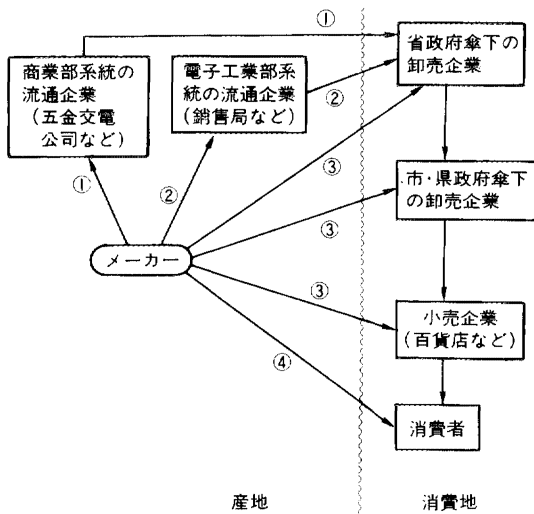 ①
商業部系統の
流通企業
(五金交電
公司など)
電子工業部系
統の流通企業
(銷售局など)
省政府傘下の
卸売企業
②
①
②
③
市・県政府傘下
の卸売企業
③
メーカー
③
小売企業
(百貨店など)
④
消費者
産地
消費地